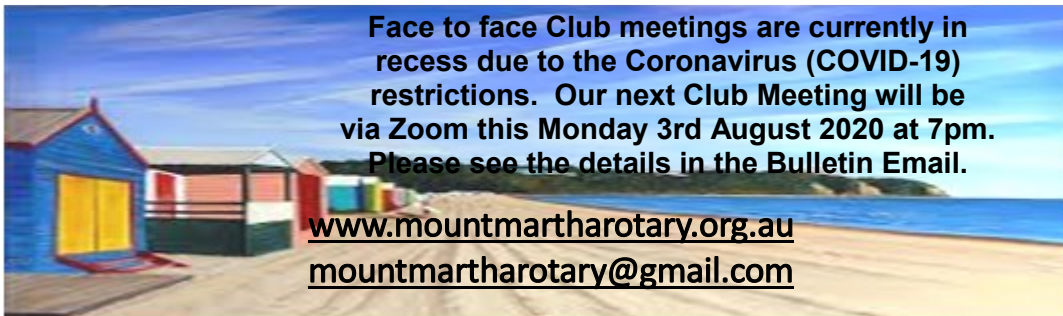 Face to face Club meetings are currently in
recess due to the Coronavirus (COVID-19)
restrictions.  Our next Club Meeting will be
via Zoom this Monday 3rd August 2020 at 7pm.
Please see the details in the Bulletin Email.
www.mountmartharotary.org.au
mountmartharotary@gmail.com